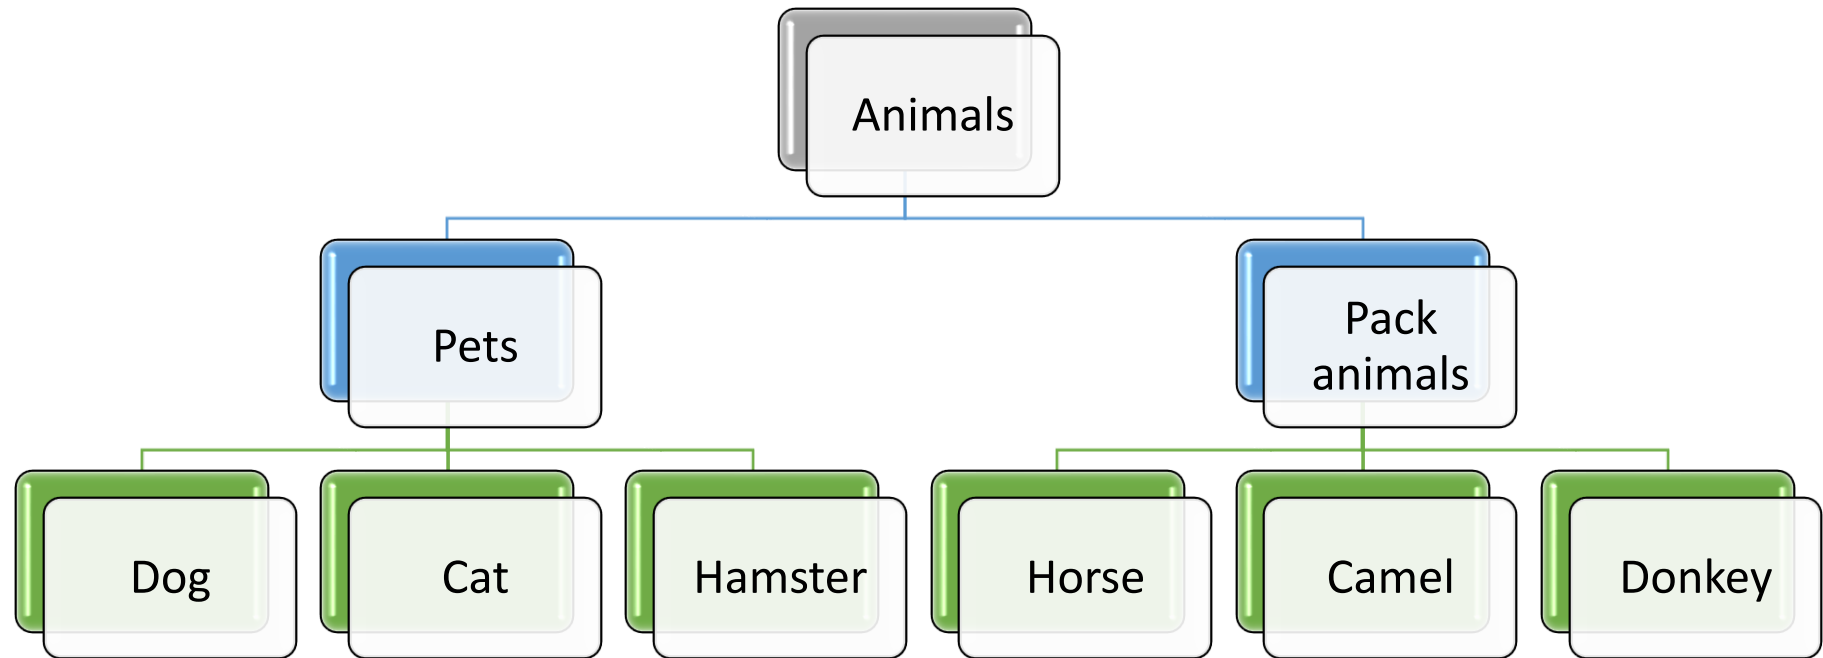 Animals
Pets
Pack
animals
Dog
Cat
Hamster
Horse
Camel
Donkey